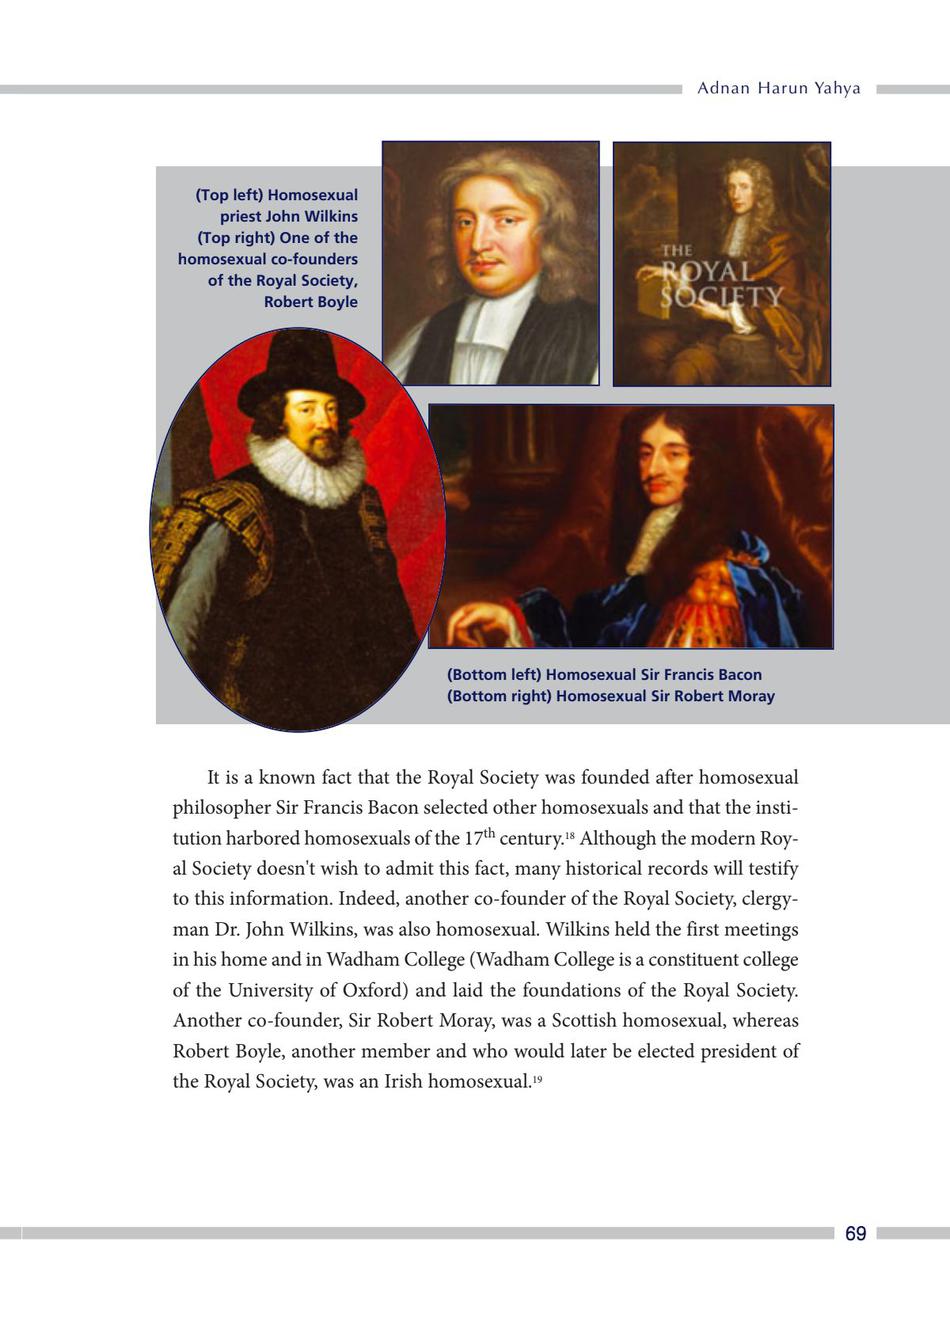 Adnan Harun Yahya
(Top left) Homosexual
priest John Wilkins
(Top right) One of the
homosexual co-founders
of the Royal Society,
Robert Boyle
THE
ROYAL
SOCIETY
(Bottom left) Homosexual Sir Francis Bacon
(Bottom right) Homosexual Sir Robert Moray
It is a known fact that the Royal Society was founded after homosexual
philosopher Sir Francis Bacon selected other homosexuals and that the insti-
tution harbored homosexuals of the 17th century.18 Although the modern Roy-
al Society doesn't wish to admit this fact, many historical records will testify
to this information. Indeed, another co-founder of the Royal Society, clergy-
man Dr. John Wilkins, was also homosexual. Wilkins held the first meetings
in his home and in Wadham College (Wadham College is a constituent college
of the University of Oxford) and laid the foundations of the Royal Society.
Another co-founder, Sir Robert Moray, was a Scottish homosexual, whereas
Robert Boyle, another member and who would later be elected president of
the Royal Society, was an Irish homosexual.19
69